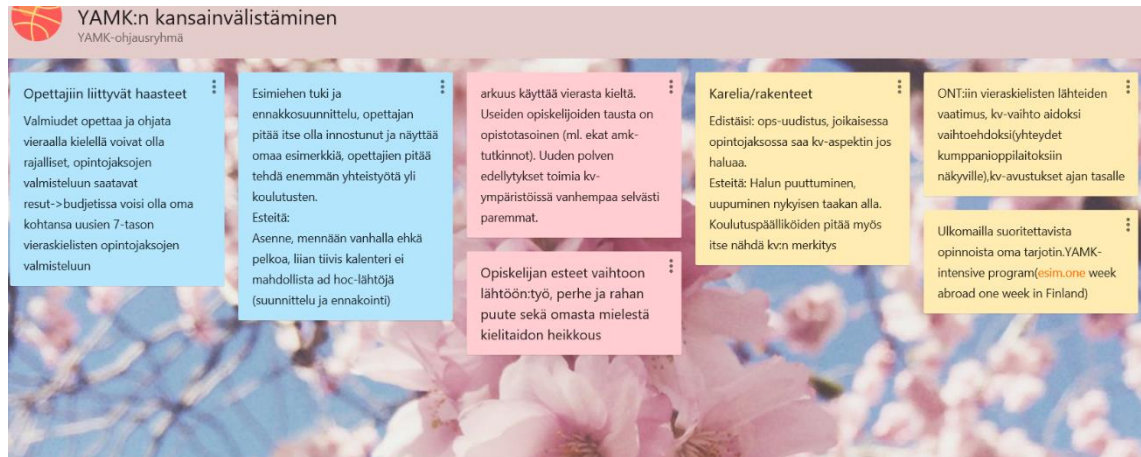 YAMK:n kansainvälistäminen
YAMK-ohjausryhmä
Opettajiin liittyvät haasteet
Valmiudet opettaa ja ohjata
vieraalla kielellä voivat olla
rajalliset, opintojaksojen
valmisteluun saatavat
resut->budjetissa voisi olla oma
kohtansa uusien 7-tason
vieraskielisten opintojaksojen
valmisteluun
Esimiehen tuki ja
ennakkosuunnittelu, opettajan
pitää itse olla innostunut ja näyttää
omaa esimerkkiä, opettajien pitää
tehdä enemmän yhteistyötä yli
koulutusten.
Esteitä:
Asenne, mennään vanhalla ehkä
pelkoa, liian tiivis kalenteri ei
mahdollista ad hoc-lähtöjä
(suunnittelu ja ennakointi)
arkuus käyttää vierasta kieltä.
Useiden opiskelijoiden tausta on
opistotasoinen (ml. ekat amk-
tutkinnot). Uuden polven
edellytykset toimia kv-
ympäristöissä vanhempaa selvästi
paremmat.
Opiskelijan esteet vaihtoon
lähtöön:työ, perhe ja rahan
puute sekä omasta mielestä
kielitaidon heikkous
Karelia/rakenteet
Edistäisi: ops-uudistus, joikaisessa
opintojaksossa saa kv-aspektin jos
haluaa.
Esteitä: Halun puuttuminen,
uupuminen nykyisen taakan alla.
Koulutuspäälliköiden pitää myös
itse nähdä kv:n merkitys
ONT:iin vieraskielisten lähteiden
vaatimus, kv-vaihto aidoksi
vaihtoehdoksi(yhteydet
kumppanioppilaitoksiin
näkyville),kv-avustukset ajan tasalle
Ulkomailla suoritettavista
opinnoista oma tarjotin.YAMK-
intensive program(esim.one week
abroad one week in Finland)